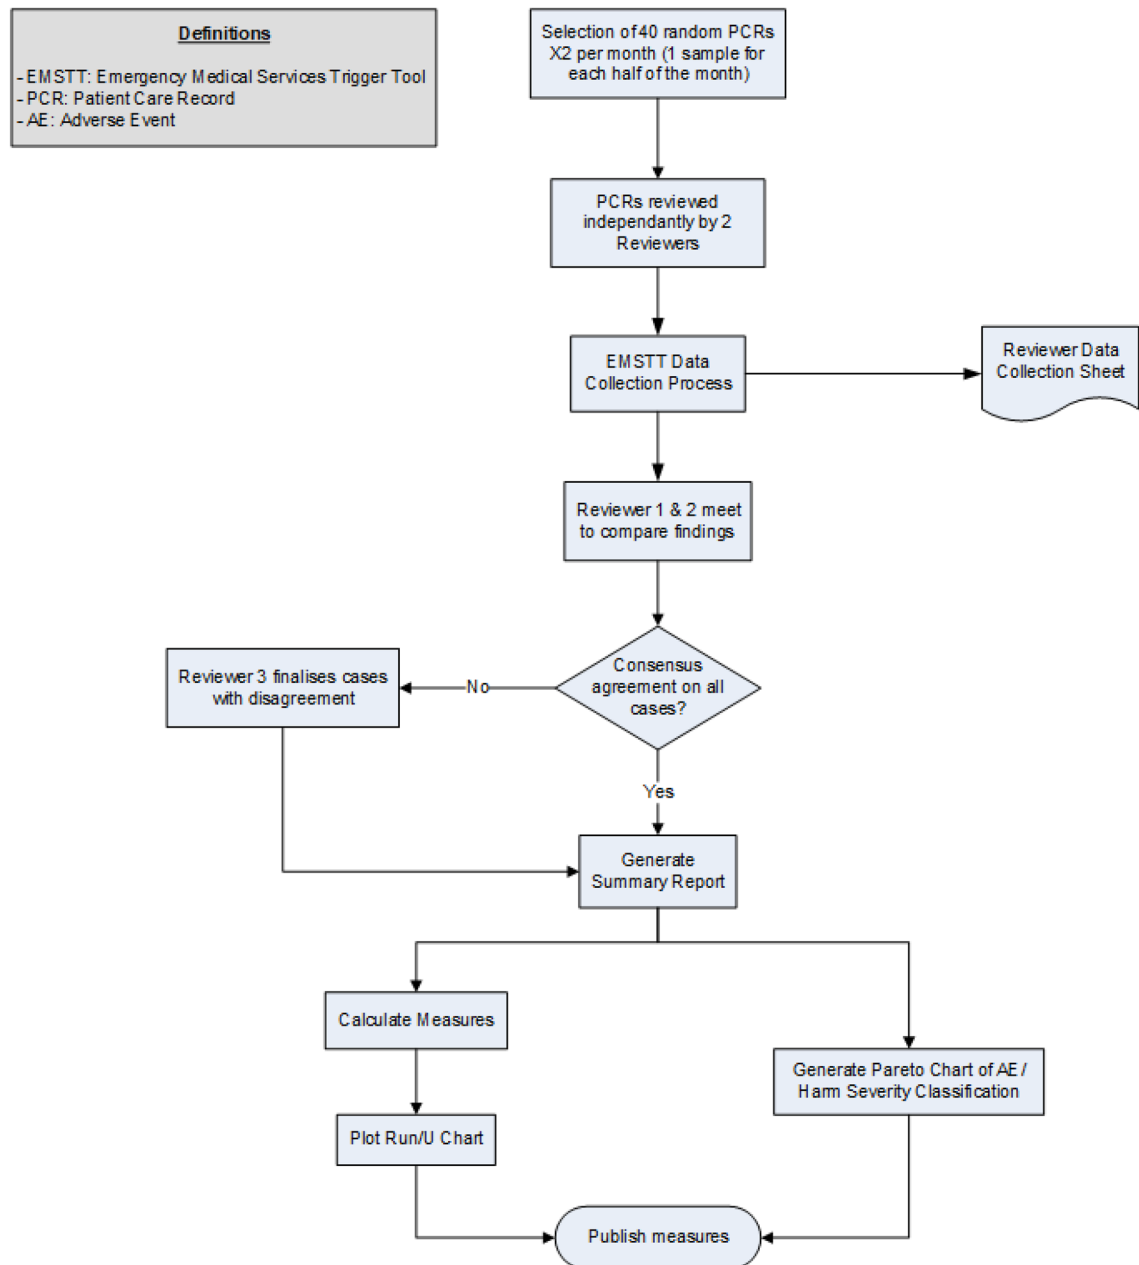 Definitions
- EMSTT: Emergency Medical Services Trigger Tool
- PCR: Patient Care Record
- AE: Adverse Event
Selection of 40 random PCRs
X2 per month (1 sample for
each half of the month)
PCRs reviewed
independantly by 2
Reviewers
EMSTT Data
Collection Process
Reviewer Data
Collection Sheet
Reviewer 1 & 2 meet
to compare findings
Consensus
agreement on all
cases?
No
Reviewer 3 finalises cases
with disagreement
Yes
Generate
Summary Report
Calculate Measures
Generate Pareto Chart of AE /
Harm Severity Classification
Plot Run/U Chart
Publish measures